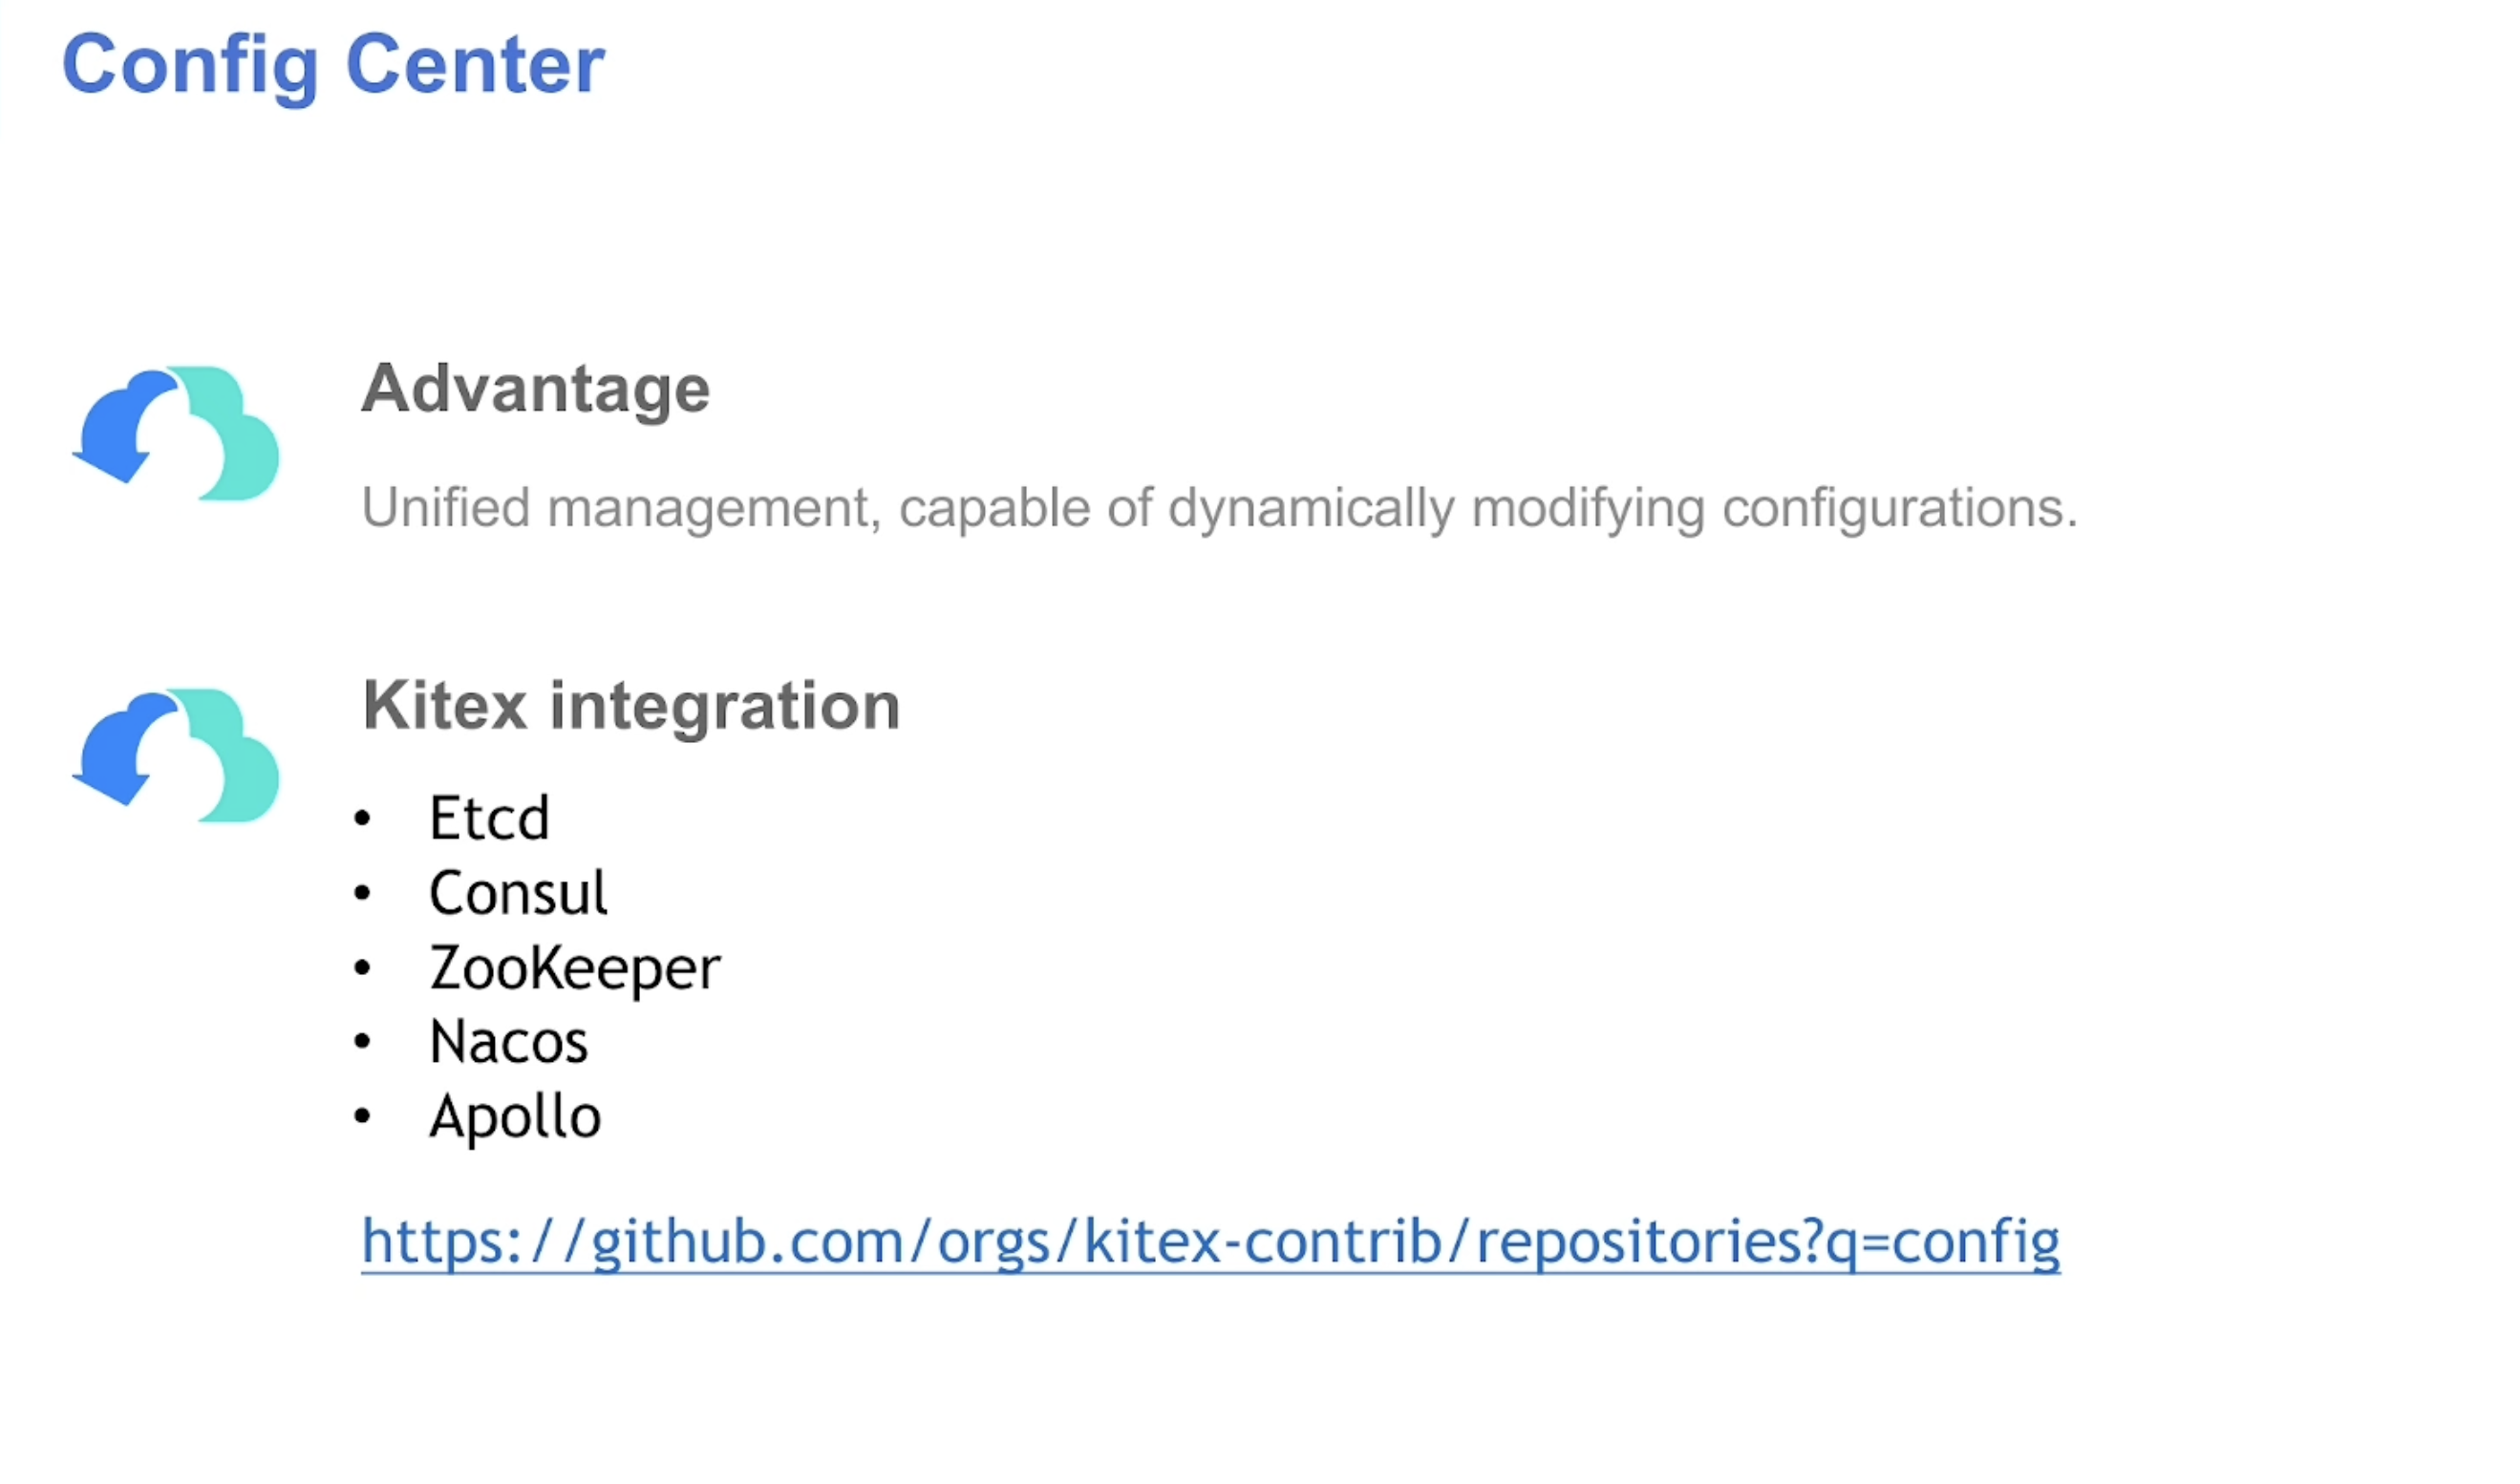 Config Center
Advantage
Unified management, capable of dynamically modifying configurations.
Kitex integration
• Etcd
• Consul
• ZooKeeper
• Nacos
• Apollo
https://github.com/orgs/kitex-contrib/repositories?q=config